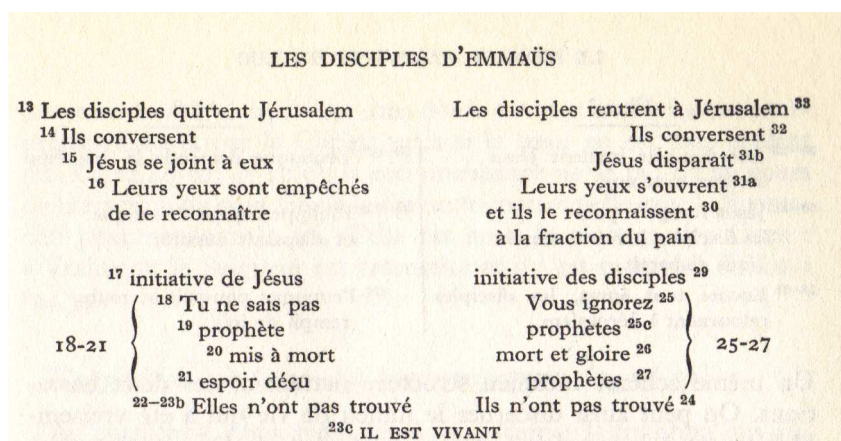 LES DISCIPLES D'EMMAÜS
13 Les disciples quittent Jérusalem Les disciples rentrent à Jérusalem 33
14 Ils conversent Ils conversent 32
15 Jésus se joint à eux Jésus disparaît 31b
16 Leurs yeux sont empêchés Leurs yeux s'ouvrent 31a
de le reconnaître et ils le reconnaissent 30
à la fraction du pain
17 initiative de Jésus initiative des disciples 29
18 Tu ne sais pas Vous ignorez 25
19 prophète prophètes 25c
18-21 20 mis à mort mort et gloire 26 25-27
21 espoir déçu prophètes 27
22-23b Elles n'ont pas trouvé Ils n'ont pas trouvé 24
23c IL EST VIVANT